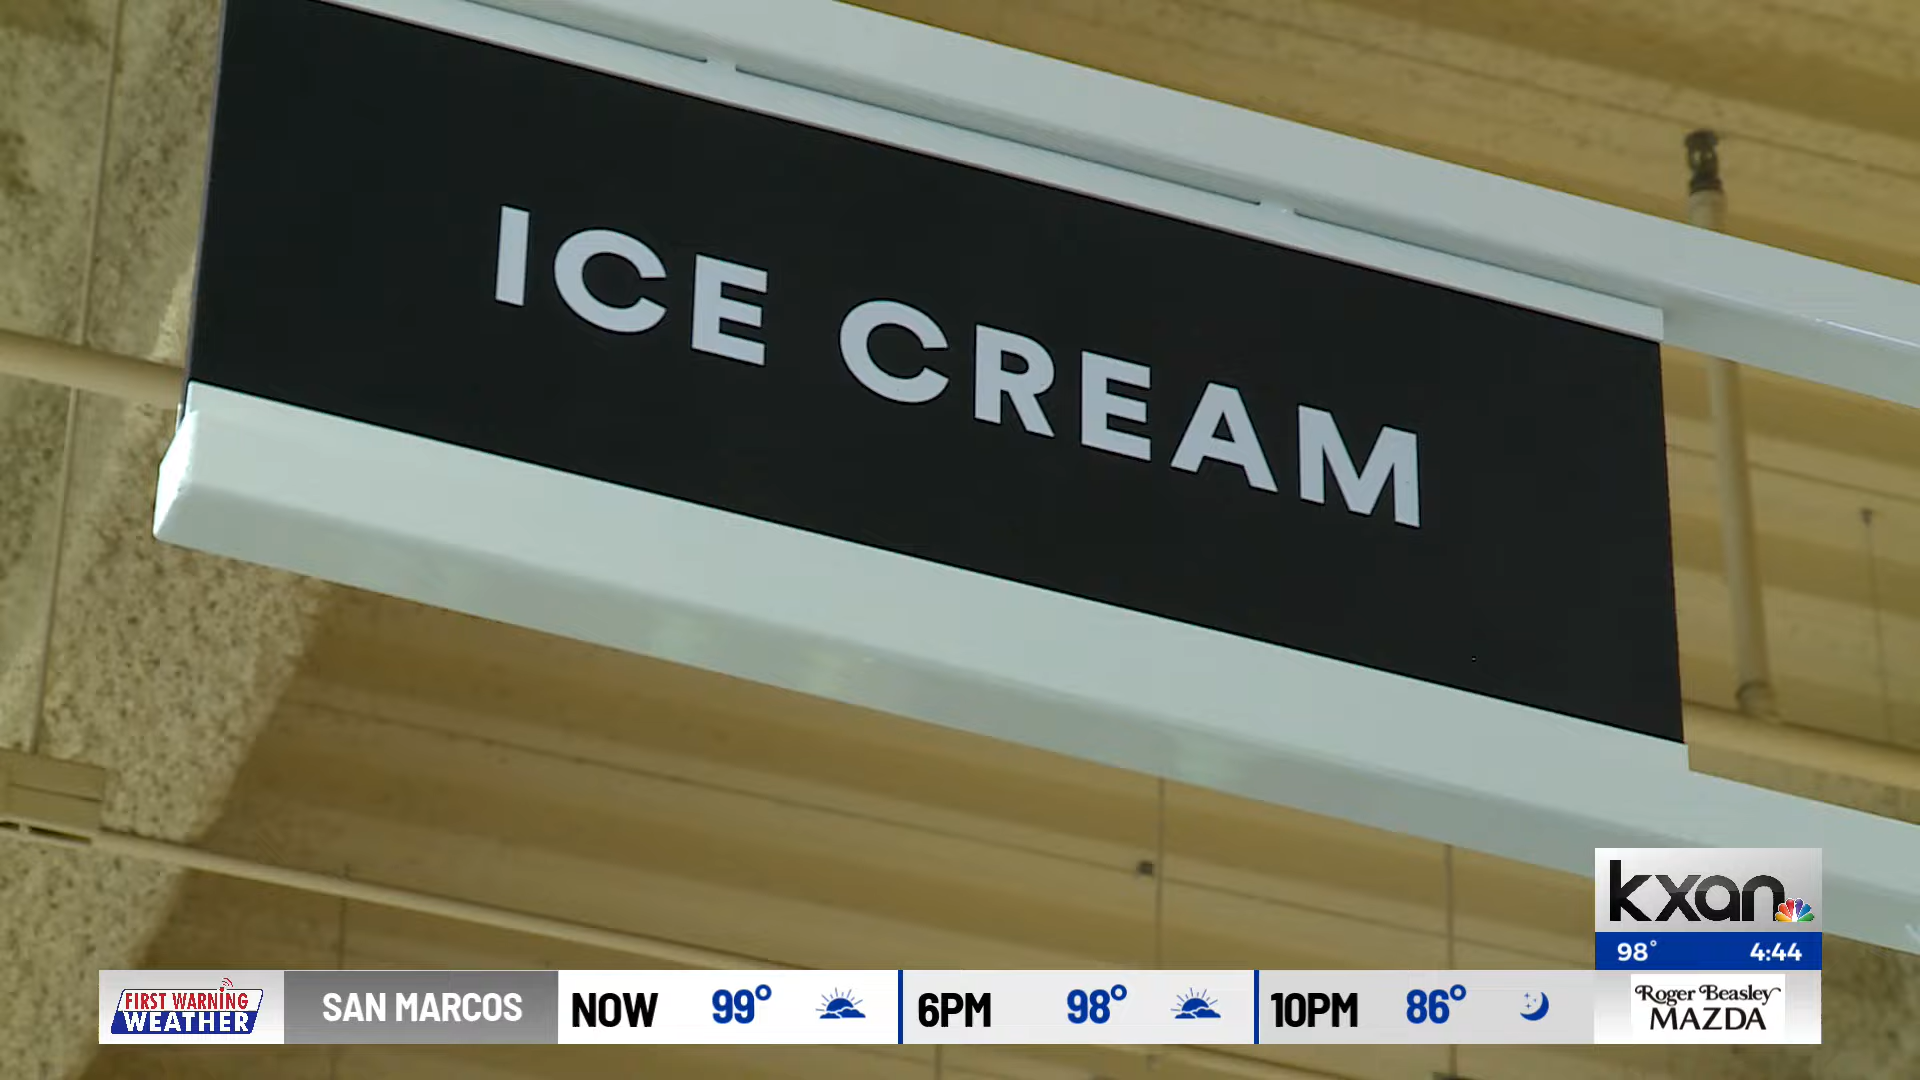 ICE CREAM
kxan
98° 4:44
FIRST WARNING
WEATHER
SAN MARCOS
NOW 99°
6PM 98°
10PM 86°
Roger Beasley
MAZDA